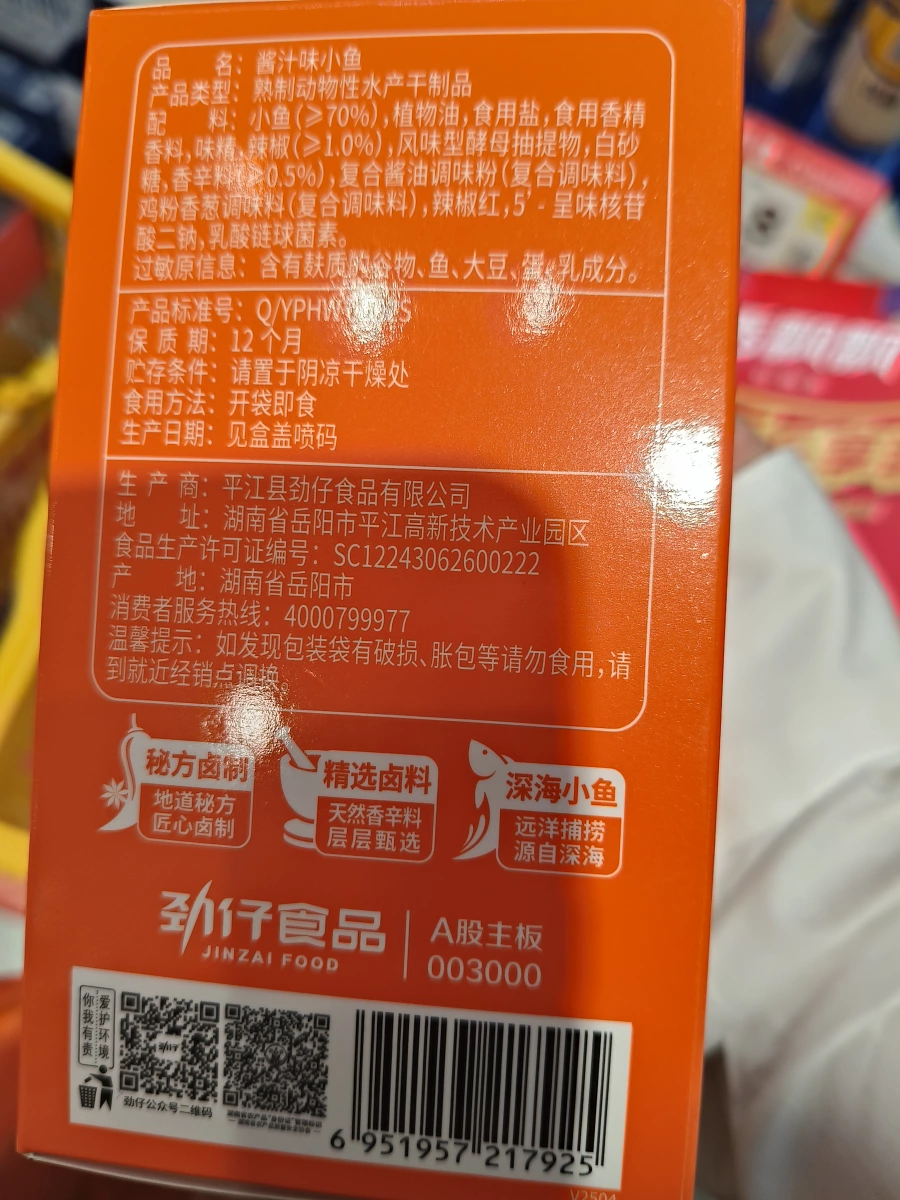 品 名：酱汁味小鱼
产品类型：熟制动物性水产干制品
配 料：小鱼(≥70%),植物油,食用盐,食用香精
香料,味精,辣椒(≥1.0%),风味型酵母抽提物,白砂
糖,香辛料(≥0.5%),复合酱油调味粉(复合调味料),
鸡粉香葱调味料(复合调味料),辣椒红,5'-呈味核苷
酸二钠,乳酸链球菌素。
过敏原信息：含有麸质的谷物、鱼、大豆、蛋、乳成分。
产品标准号：Q/YPHW
保 质 期：12个月
贮存条件：请置于阴凉干燥处
食用方法：开袋即食
生产日期：见盒盖喷码
生 产 商：平江县劲仔食品有限公司
地 址：湖南省岳阳市平江高新技术产业园区
食品生产许可证编号：SC12243062600222
产 地：湖南省岳阳市
消费者服务热线：4000799977
温馨提示：如发现包装袋有破损、胀包等请勿食用,请
到就近经销点调换。
秘方卤制
地道秘方
匠心卤制
精选卤料
天然香辛料
层层甄选
深海小鱼
远洋捕捞
源自深海
劲仔食品
JINZAI FOOD
A股主板
003000
爱护环境
你我有责
劲仔
劲仔公众号二维码
6 951957 217925
V2504